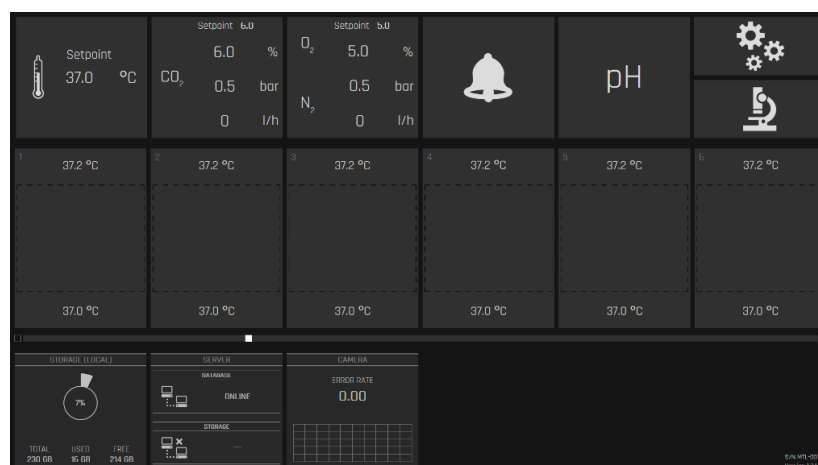 Setpoint
37.0 °C
Setpoint 6.0
CO2
6.0 %
0.5 bar
0 l/h
Setpoint 5.0
O2
5.0 %
N2
0.5 bar
0 l/h
pH
1 37.2 °C
2 37.2 °C
3 37.2 °C
4 37.2 °C
5 37.2 °C
6 37.2 °C
37.0 °C
37.0 °C
37.0 °C
37.0 °C
37.0 °C
37.0 °C
STORAGE (LOCAL)
7%
TOTAL USED FREE
230 GB 16 GB 214 GB
SERVER
DATABASE
ONLINE
STORAGE
---
CAMERA
ERROR RATE
0.00